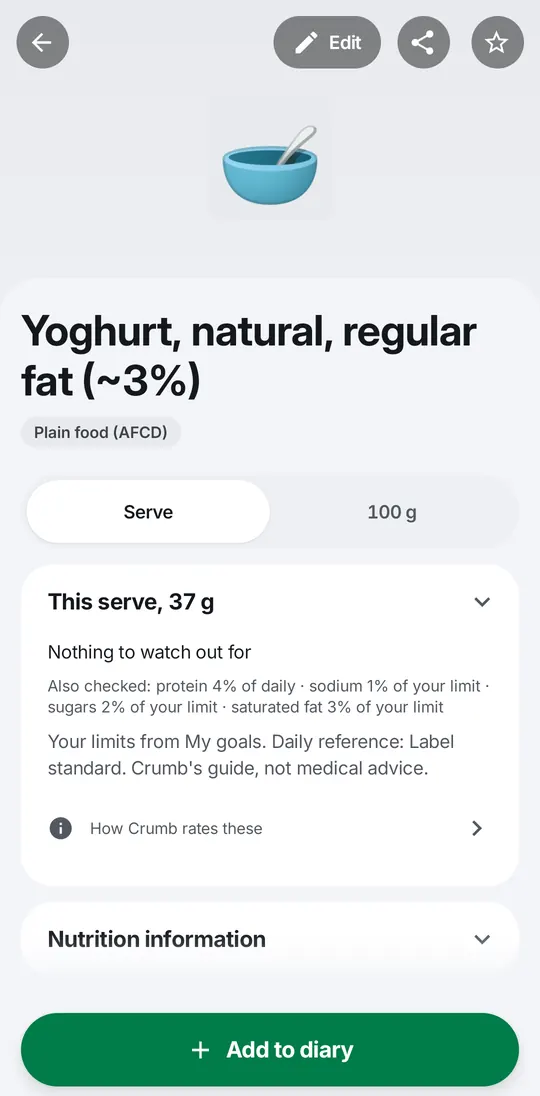 Edit
Yoghurt, natural, regular
fat (~3%)
Plain food (AFCD)
Serve
100 g
This serve, 37 g
Nothing to watch out for
Also checked: protein 4% of daily · sodium 1% of your limit ·
sugars 2% of your limit · saturated fat 3% of your limit
Your limits from My goals. Daily reference: Label
standard. Crumb's guide, not medical advice.
How Crumb rates these
Nutrition information
Add to diary